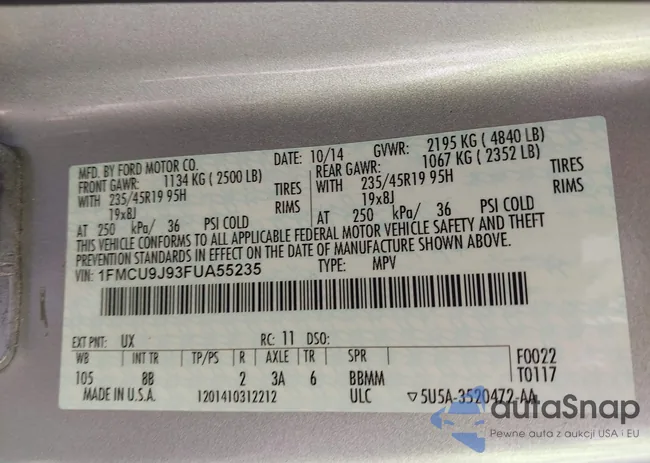 MFD. BY FORD MOTOR CO. DATE: 10/14 GVWR: 2195 KG ( 4840 LB)
FRONT GAWR: 1134 KG ( 2500 LB) REAR GAWR: 1067 KG ( 2352 LB)
WITH 235/45R19 95H TIRES WITH 235/45R19 95H TIRES
19x8J RIMS 19x8J RIMS
AT 250 kPa/ 36 PSI COLD AT 250 kPa/ 36 PSI COLD
THIS VEHICLE CONFORMS TO ALL APPLICABLE FEDERAL MOTOR VEHICLE SAFETY AND THEFT
PREVENTION STANDARDS IN EFFECT ON THE DATE OF MANUFACTURE SHOWN ABOVE.
VIN: 1FMCU9J93FUA55235 TYPE: MPV
EXT PNT: UX RC: 11 DSO:
WB INT TR TP/PS R AXLE TR SPR F0022
105 8B 2 3A 6 BBMM T0117
MADE IN U.S.A. 1201410312212 ULC ▽5U5A-3520472-AA
autaSnap
Pewne auta z aukcji USA i EU